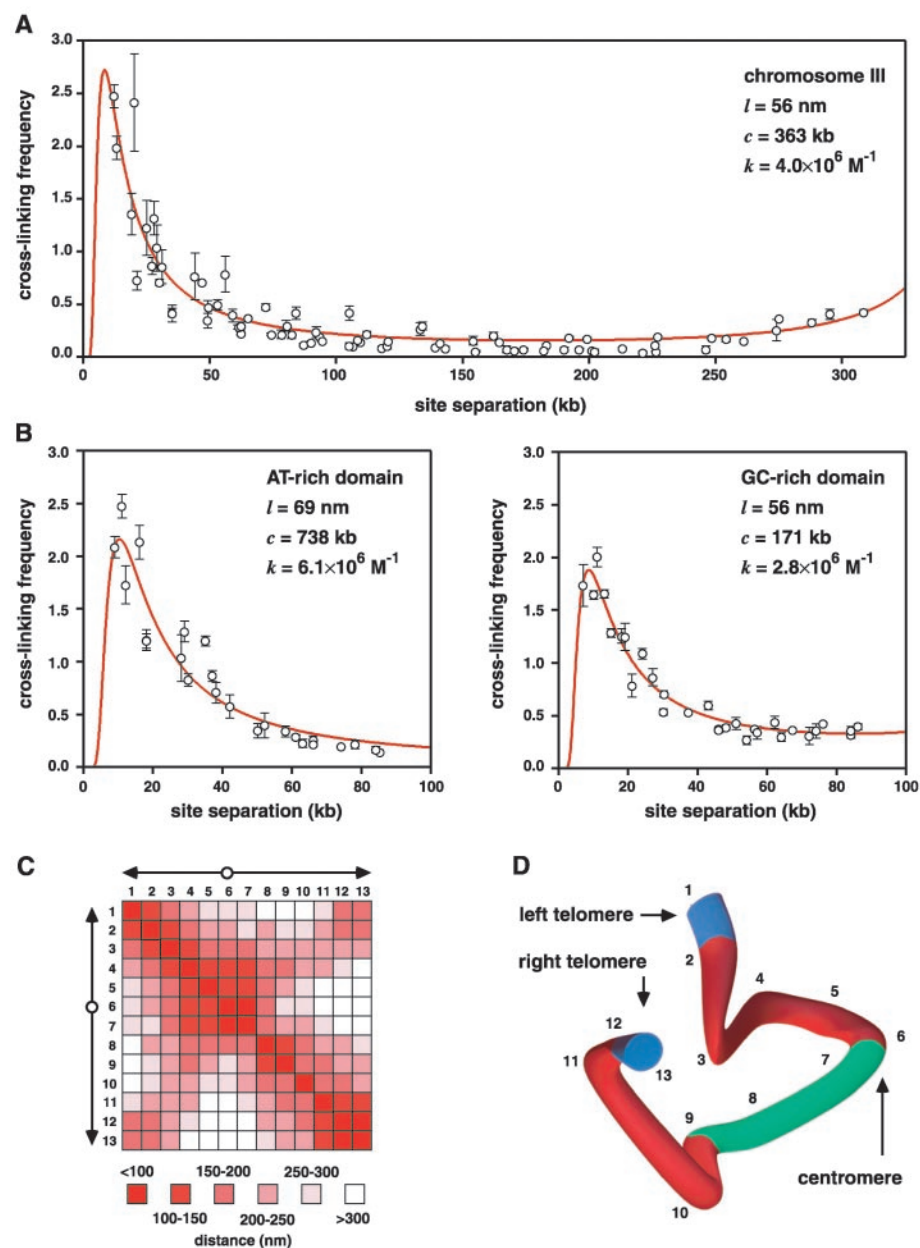 A
3.0
2.5
2.0
1.5
1.0
0.5
0.0
cross-linking frequency
chromosome III
l = 56 nm
c = 363 kb
k = 4.0×10⁶ M⁻¹
0 50 100 150 200 250 300
site separation (kb)
B
3.0
2.5
2.0
1.5
1.0
0.5
0.0
cross-linking frequency
AT-rich domain
l = 69 nm
c = 738 kb
k = 6.1×10⁶ M⁻¹
0 20 40 60 80 100
site separation (kb)
3.0
2.5
2.0
1.5
1.0
0.5
0.0
cross-linking frequency
GC-rich domain
l = 56 nm
c = 171 kb
k = 2.8×10⁶ M⁻¹
0 20 40 60 80 100
site separation (kb)
C
1 2 3 4 5 6 7 8 9 10 11 12 13
1
2
3
4
5
6
7
8
9
10
11
12
13
<100 150-200 250-300
100-150 200-250 >300
distance (nm)
D
1
left telomere
2
right telomere
4
5
12
3
6
7
11
13
8
9
centromere
10